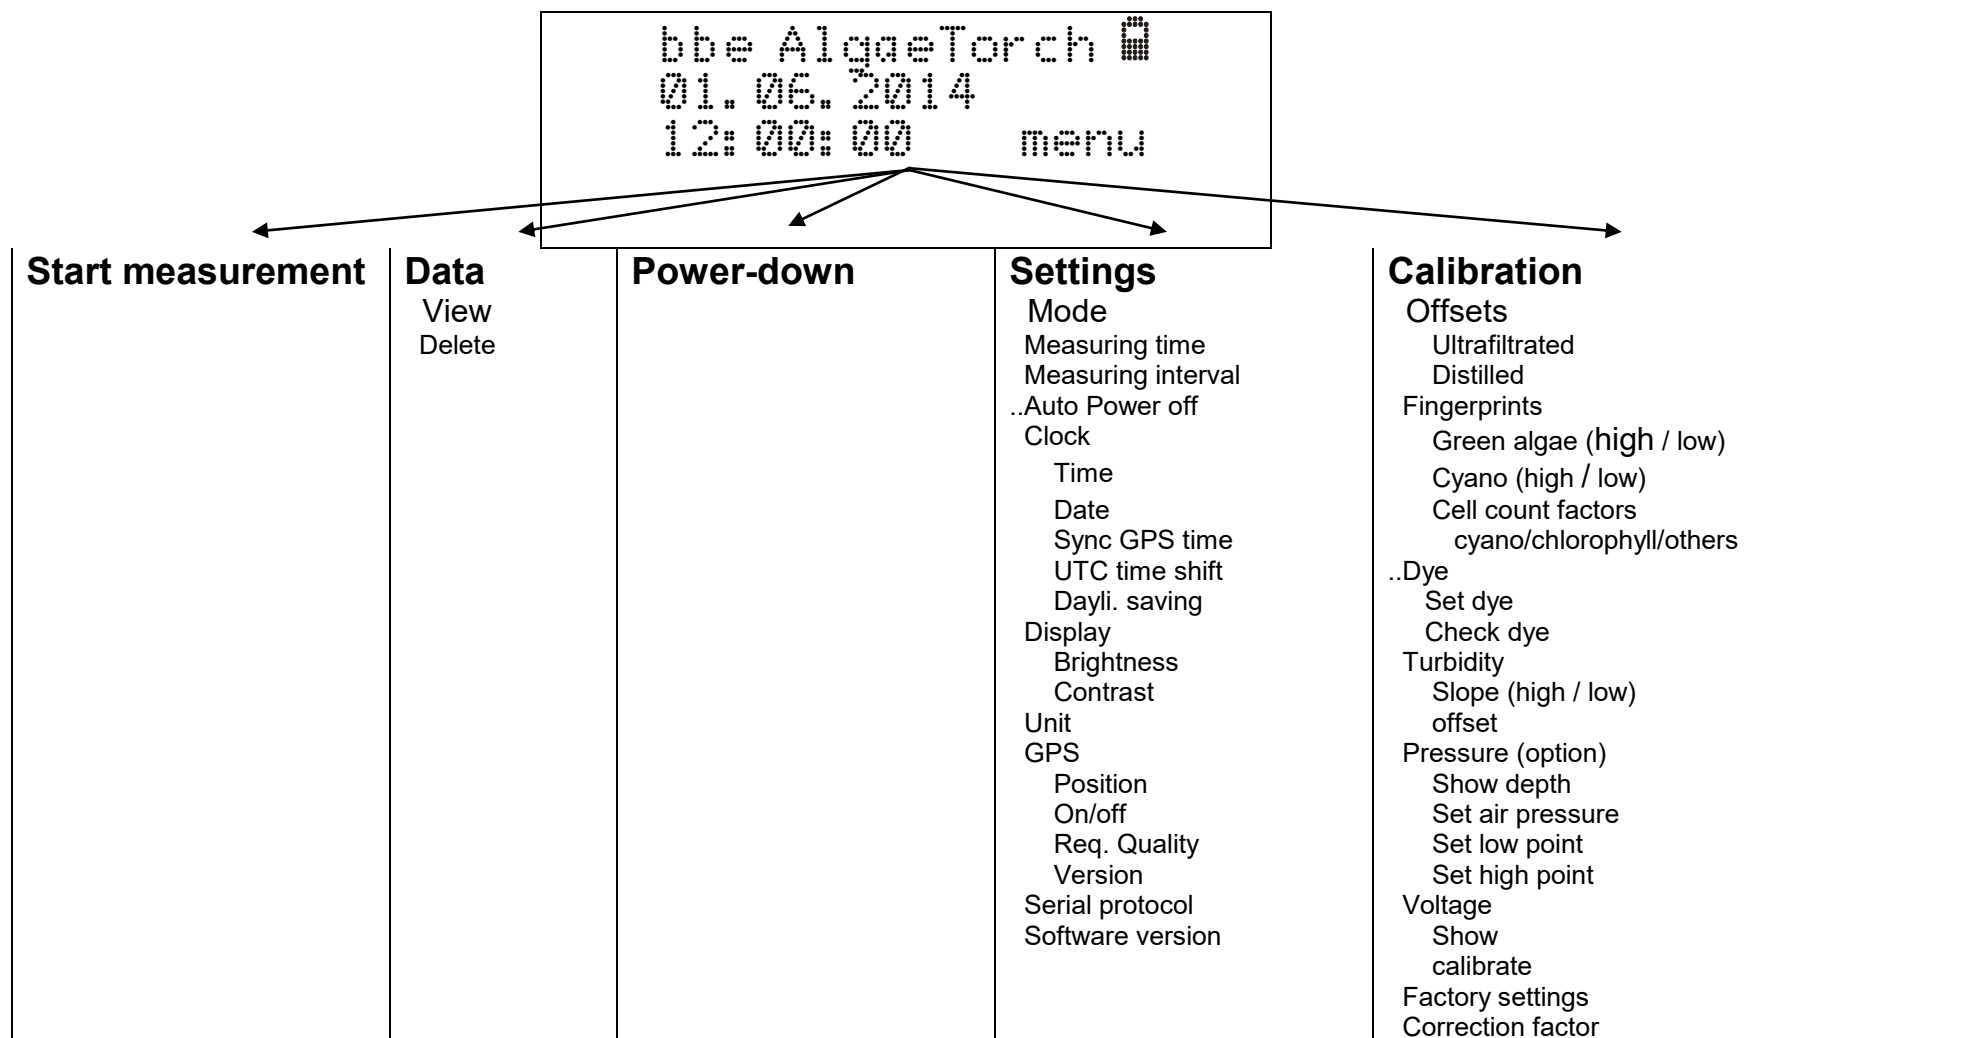 bbe AlgaeTorch
01.06.2014
12:00:00 menu
Start measurement
Data
View
Delete
Power-down
Settings
Mode
Measuring time
Measuring interval
..Auto Power off
Clock
Time
Date
Sync GPS time
UTC time shift
Dayli. saving
Display
Brightness
Contrast
Unit
GPS
Position
On/off
Req. Quality
Version
Serial protocol
Software version
Calibration
Offsets
Ultrafiltrated
Distilled
Fingerprints
Green algae (high / low)
Cyano (high / low)
Cell count factors
cyano/chlorophyll/others
..Dye
Set dye
Check dye
Turbidity
Slope (high / low)
offset
Pressure (option)
Show depth
Set air pressure
Set low point
Set high point
Voltage
Show
calibrate
Factory settings
Correction factor